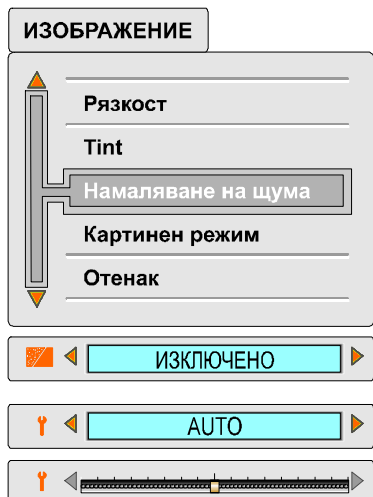 ИЗОБРАЖЕНИЕ
Рязкост
Tint
Намаляване на щума
Картинен режим
Отенак
ИЗКЛЮЧЕНО
AUTO